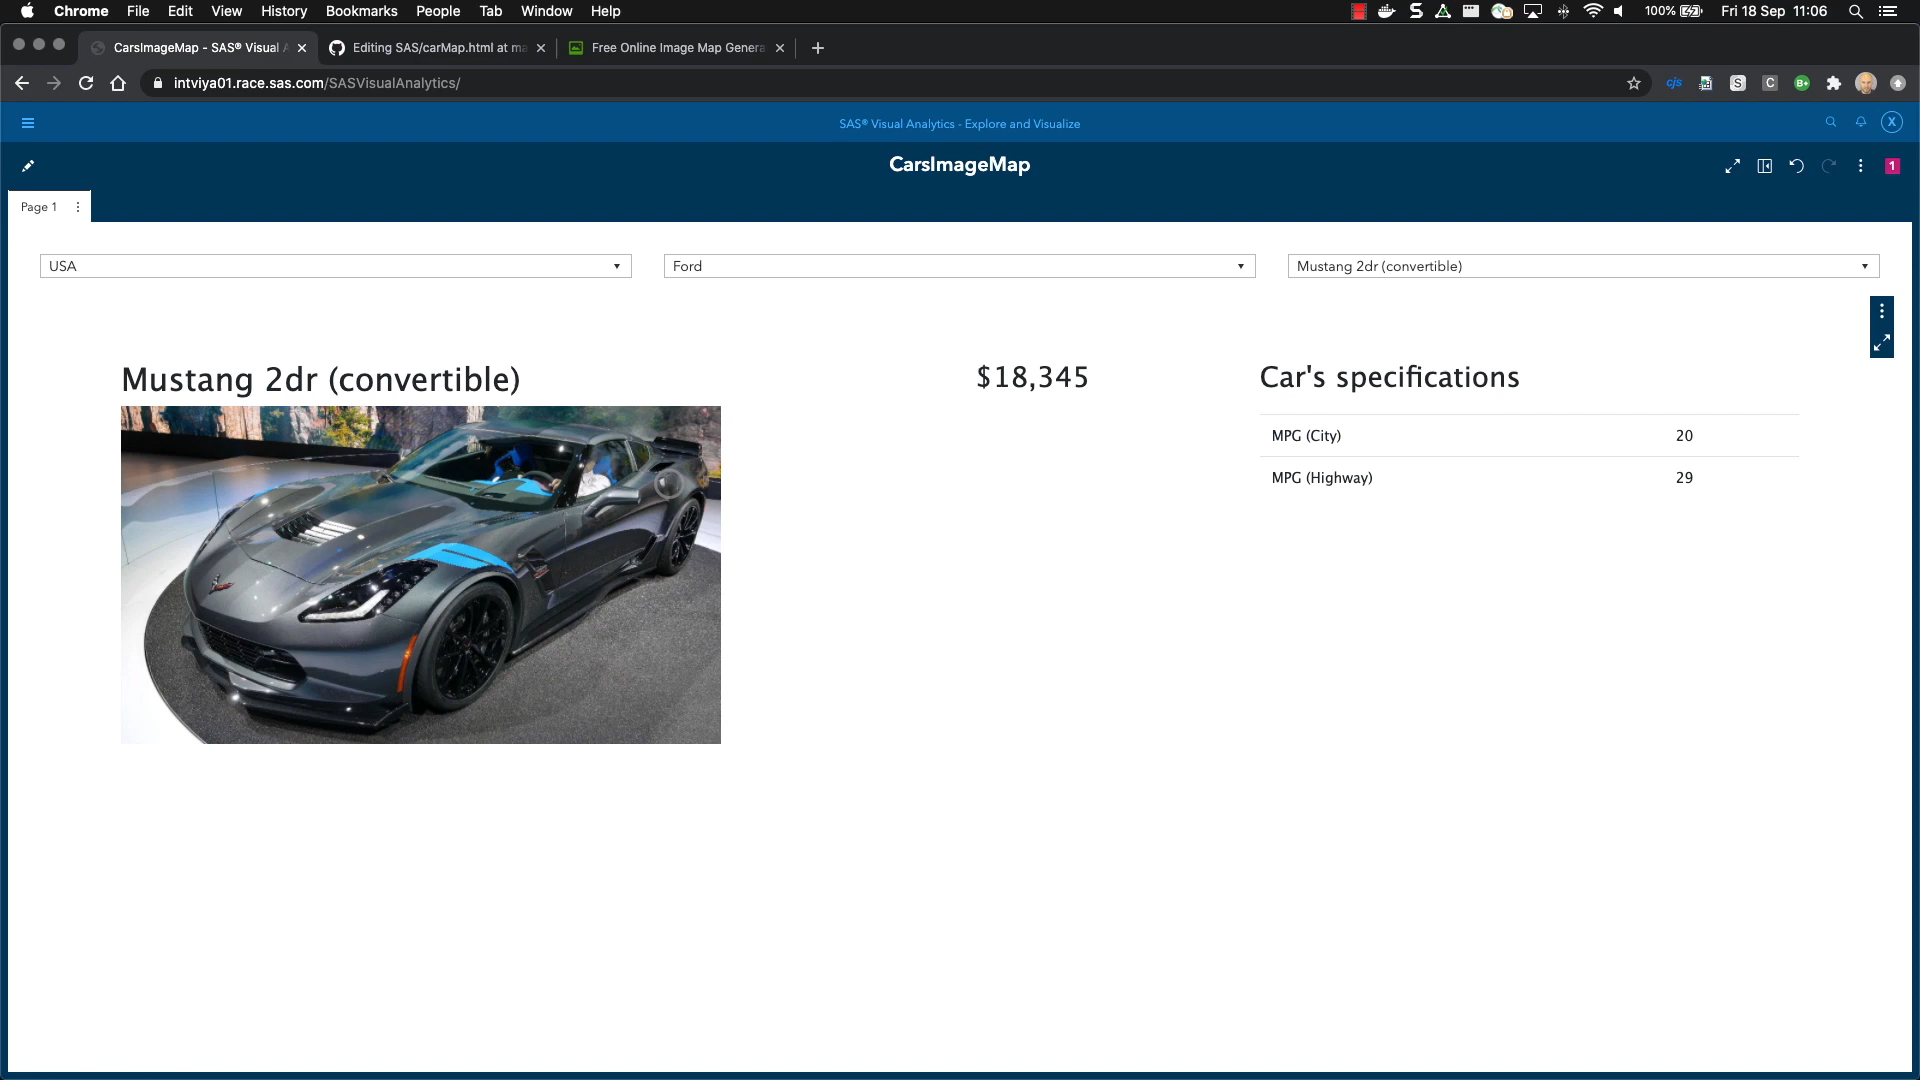 Chrome File Edit View History Bookmarks People Tab Window Help 100% Fri 18 Sep 11:06
CarsImageMap - SAS® Visual A Editing SAS/carMap.html at ma Free Online Image Map Genera
intviya01.race.sas.com/SASVisualAnalytics/ cjs S C B+
SAS® Visual Analytics - Explore and Visualize X
CarsImageMap 1
Page 1
USA Ford Mustang 2dr (convertible)
Mustang 2dr (convertible) $18,345 Car's specifications
MPG (City) 20
MPG (Highway) 29